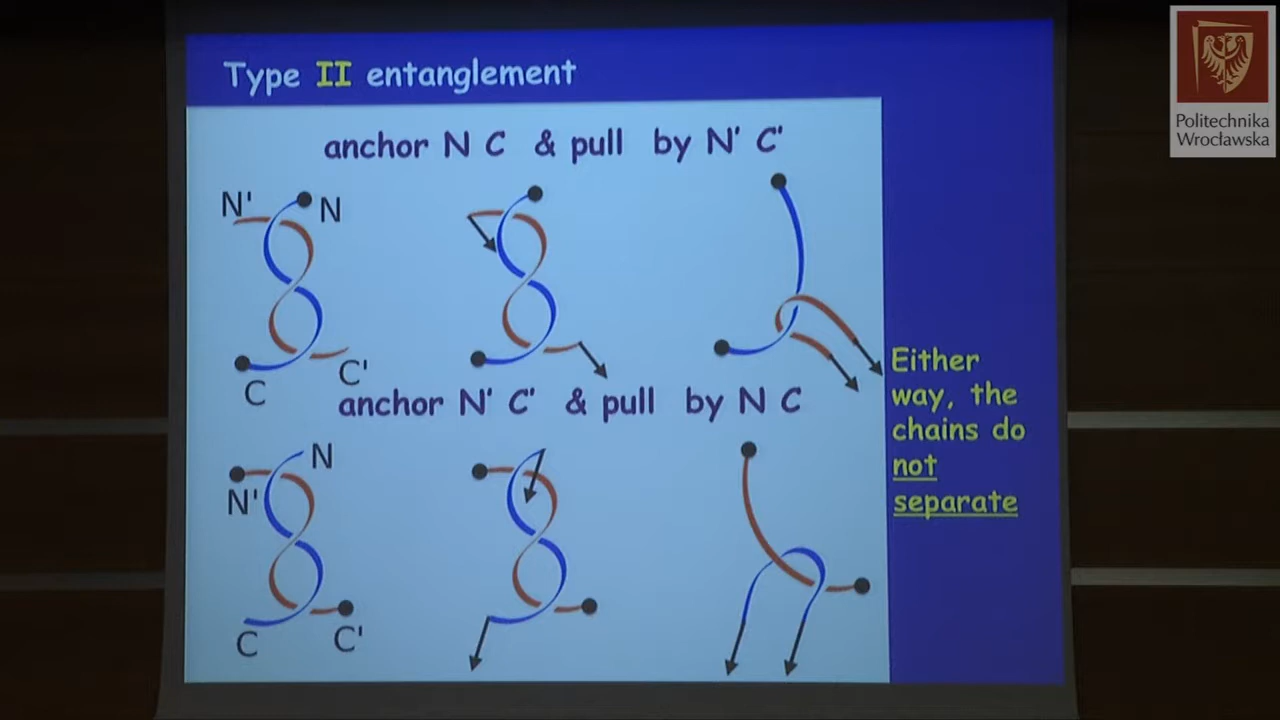 Politechnika
Wrocławska
Type II entanglement
anchor N C & pull by N' C'
N'
N
C
C'
anchor N' C' & pull by N C
N
N'
C
C'
Either
way, the
chains do
not
separate